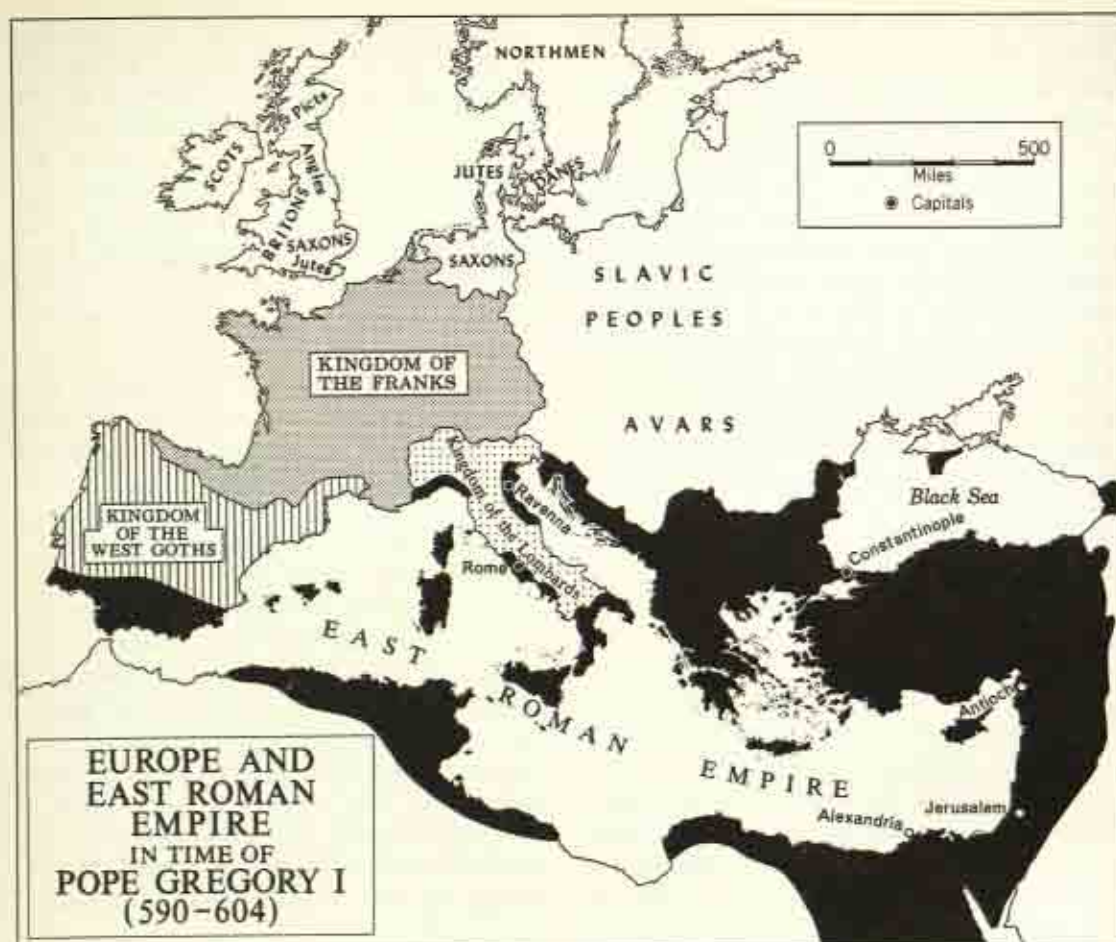 NORTHMEN
Picts
SCOTS
Angles
BRITONS
SAXONS
Jutes
JUTES
DANES
SAXONS
0 500
Miles
Capitals
SLAVIC
PEOPLES
AVARS
KINGDOM OF
THE FRANKS
KINGDOM
OF THE
WEST GOTHS
Kingdom of the Lombards
Ravenna
Rome
Black Sea
Constantinople
EAST ROMAN EMPIRE
Antioch
Jerusalem
Alexandria
EUROPE AND
EAST ROMAN
EMPIRE
IN TIME OF
POPE GREGORY I
(590–604)